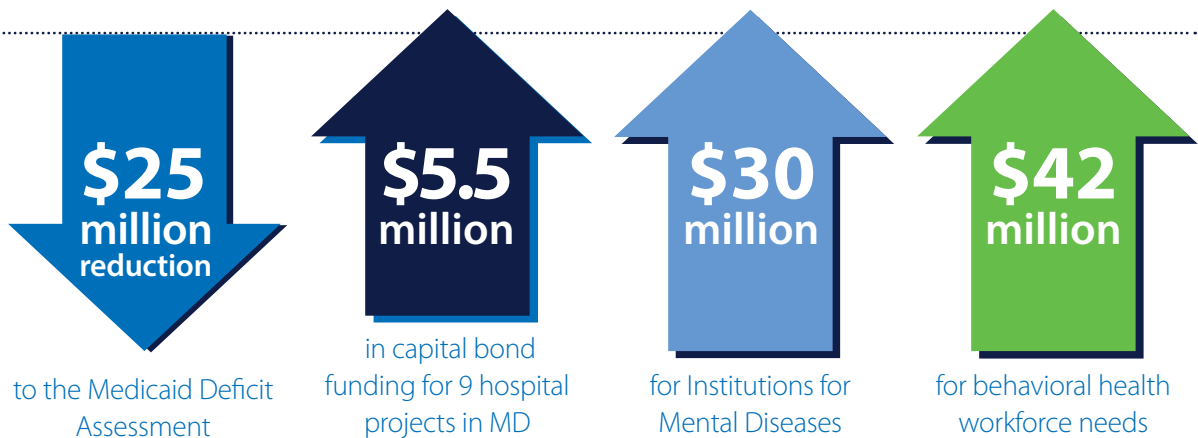 $25
million
reduction
to the Medicaid Deficit
Assessment
$5.5
million
in capital bond
funding for 9 hospital
projects in MD
$30
million
for Institutions for
Mental Diseases
$42
million
for behavioral health
workforce needs